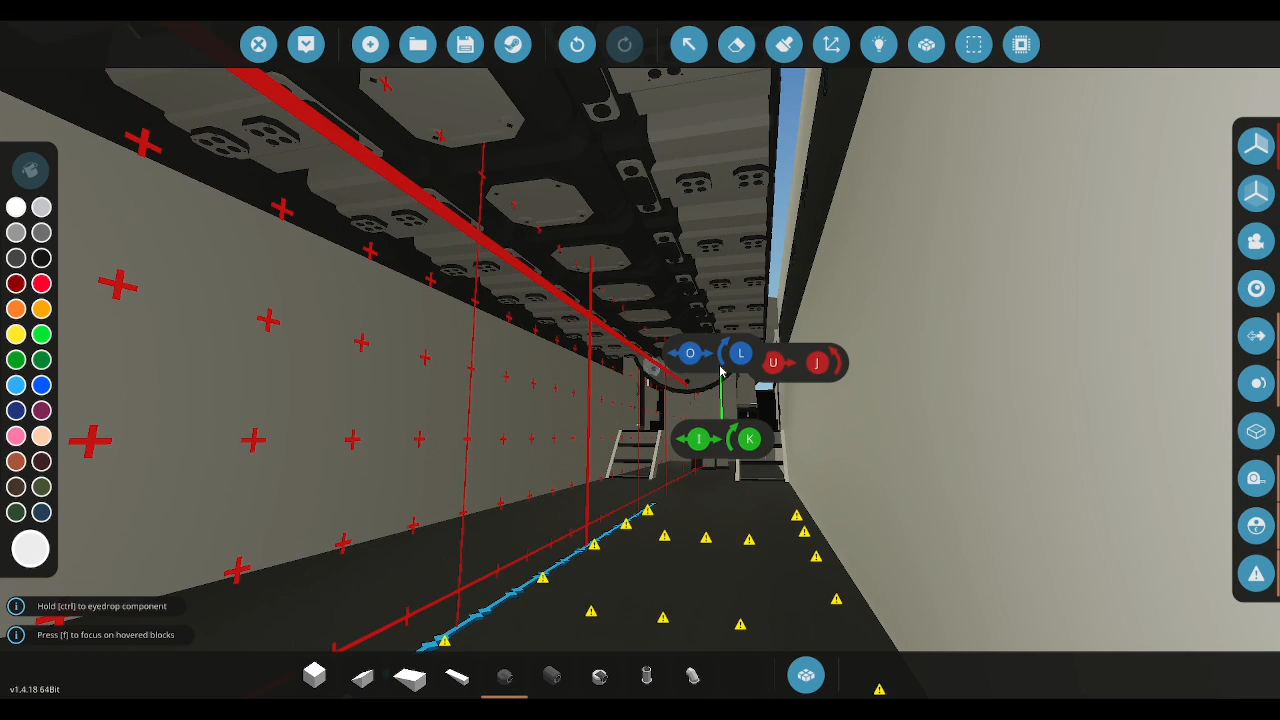 O L
U J
I K
Hold [ctrl] to eyedrop component
Press [f] to focus on hovered blocks
v1.4.18 64Bit